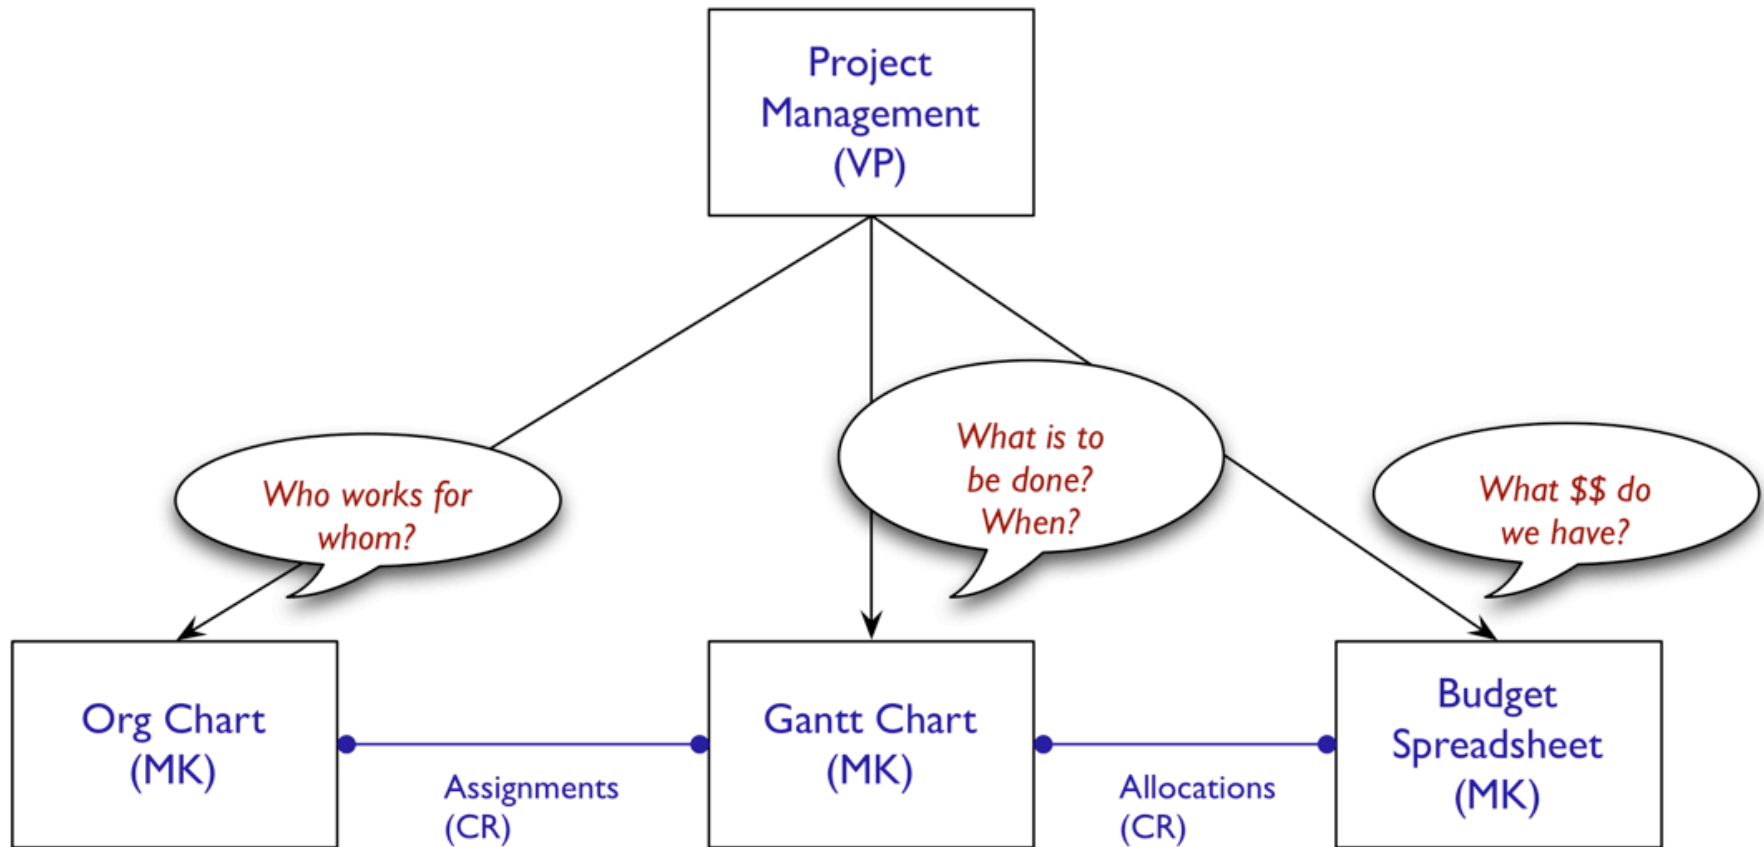 Project
Management
(VP)
Who works for
whom?
What is to
be done?
When?
What $$ do
we have?
Org Chart
(MK)
Assignments
(CR)
Gantt Chart
(MK)
Allocations
(CR)
Budget
Spreadsheet
(MK)